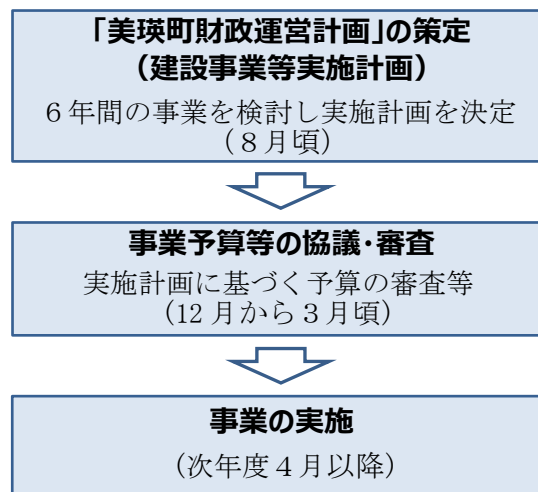 「美瑛町財政運営計画」の策定
(建設事業等実施計画)
6年間の事業を検討し実施計画を決定
(8月頃)
事業予算等の協議・審査
実施計画に基づく予算の審査等
(12月から3月頃)
事業の実施
(次年度4月以降)